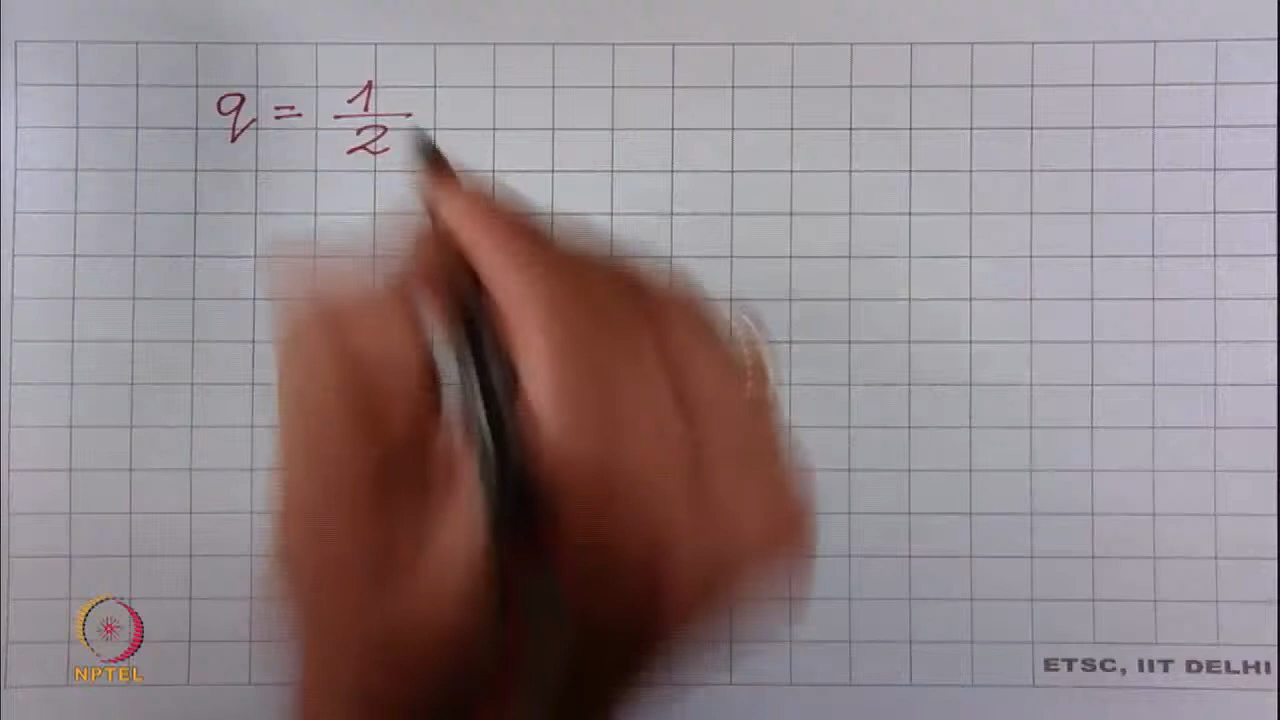 q = 1/2
NPTEL
ETSC, IIT DELHI